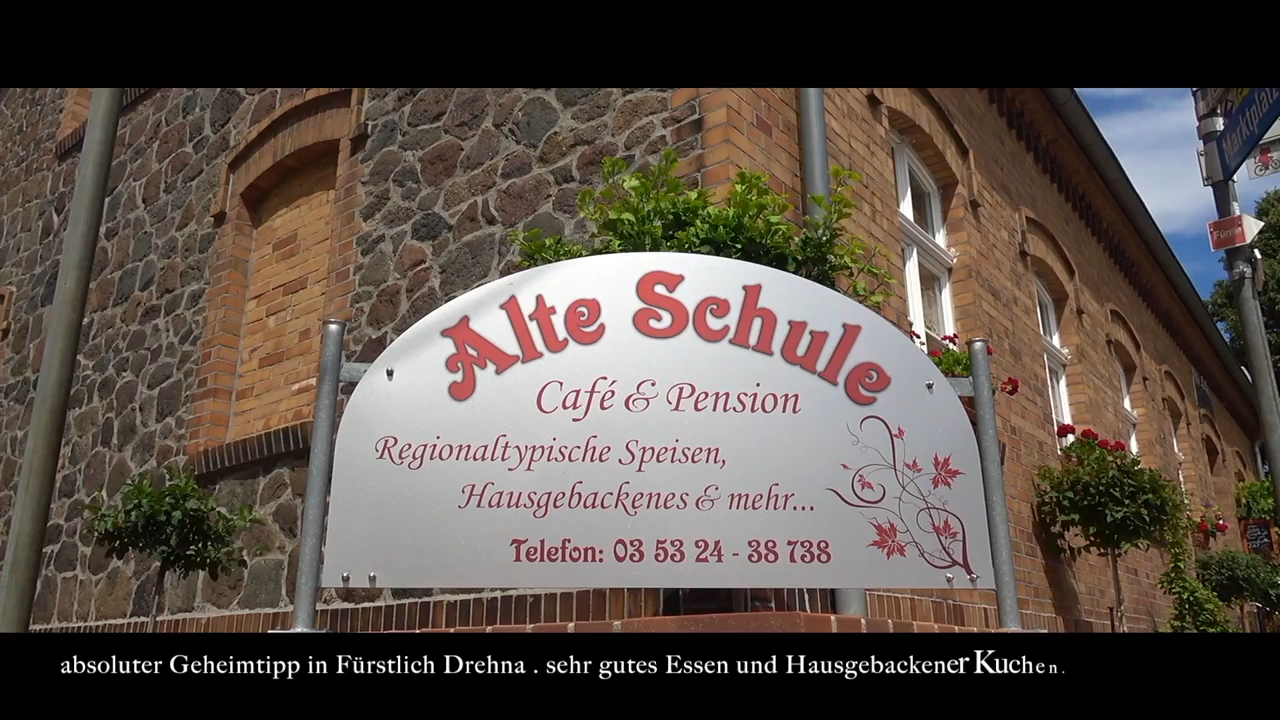 Marktplatz
Alte Schule
Café & Pension
Regionaltypische Speisen,
Hausgebackenes & mehr...
Telefon: 03 53 24 - 38 738
absoluter Geheimtipp in Fürstlich Drehna . sehr gutes Essen und Hausgebackener Kuchen.